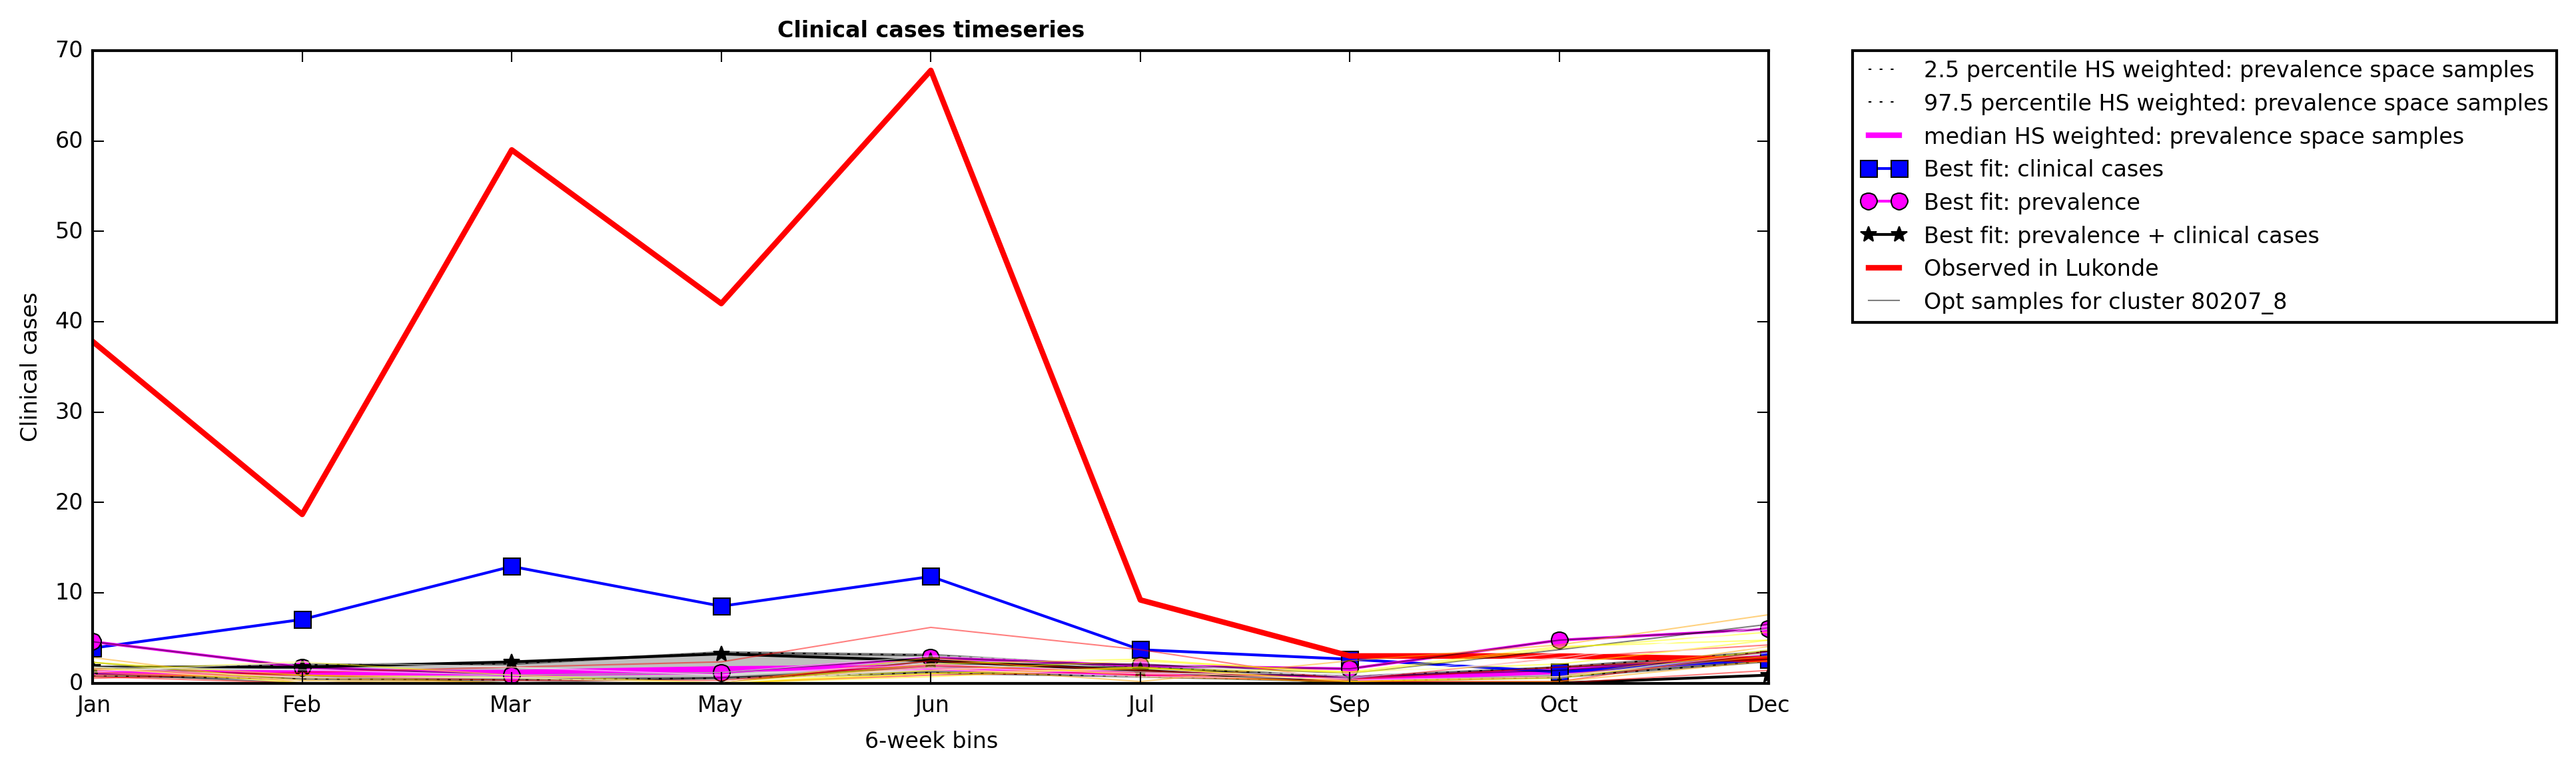 Clinical cases timeseries
70
60
50
40
30
20
10
0
Clinical cases
Jan Feb Mar May Jun Jul Sep Oct Dec
6-week bins
2.5 percentile HS weighted: prevalence space samples
97.5 percentile HS weighted: prevalence space samples
median HS weighted: prevalence space samples
Best fit: clinical cases
Best fit: prevalence
Best fit: prevalence + clinical cases
Observed in Lukonde
Opt samples for cluster 80207_8